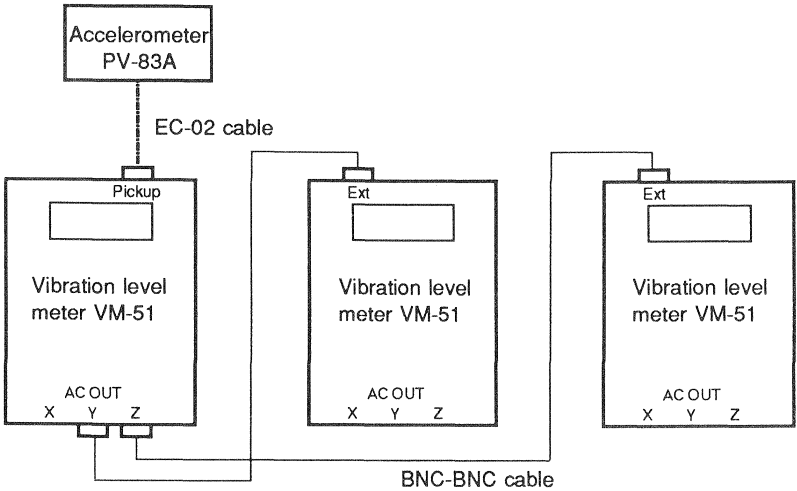 Accelerometer
PV-83A
EC-02 cable
Pickup
Vibration level
meter VM-51
AC OUT
X Y Z
Ext
Vibration level
meter VM-51
AC OUT
X Y Z
Ext
Vibration level
meter VM-51
AC OUT
X Y Z
BNC-BNC cable